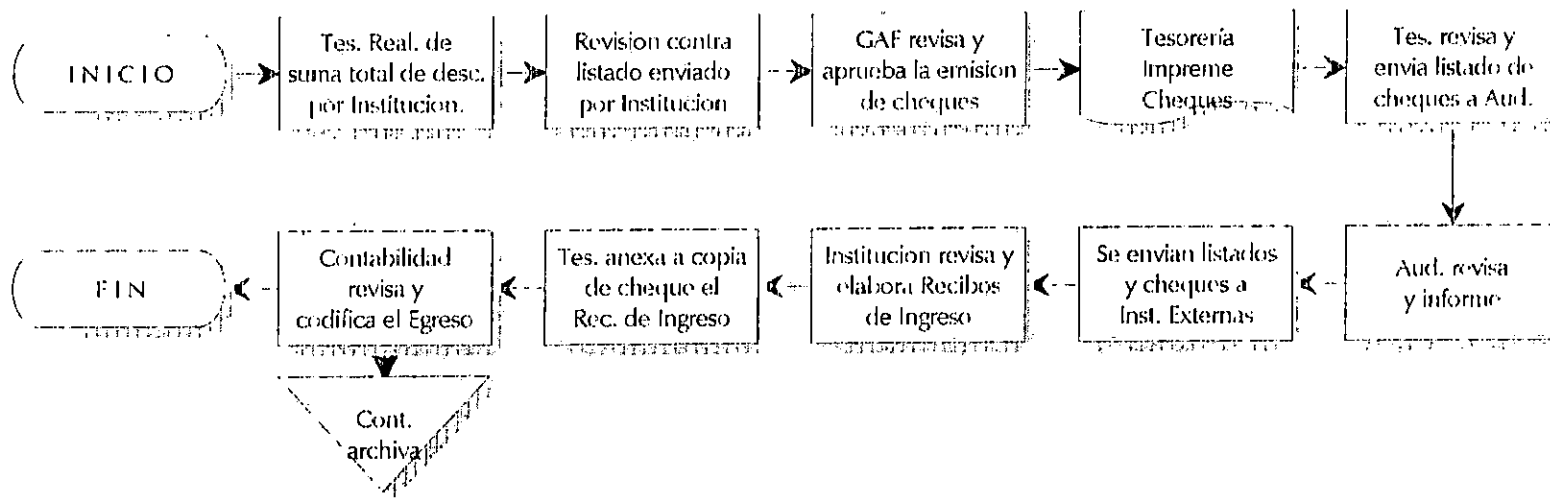 INICIO
Tes. Real. de
suma total de desc.
por Institucion.
Revision contra
listado enviado
por Institucion
GAF revisa y
aprueba la emision
de cheques
Tesorería
Impreme
Cheques
Tes. revisa y
envia listado de
cheques a Aud.
Aud. revisa
y informe
Se envian listados
y cheques a
Inst. Externas
Institucion revisa y
elabora Recibos
de Ingreso
Tes. anexa a copia
de cheque el
Rec. de Ingreso
Contabilidad
revisa y
codifica el Egreso
FIN
Cont.
archiva